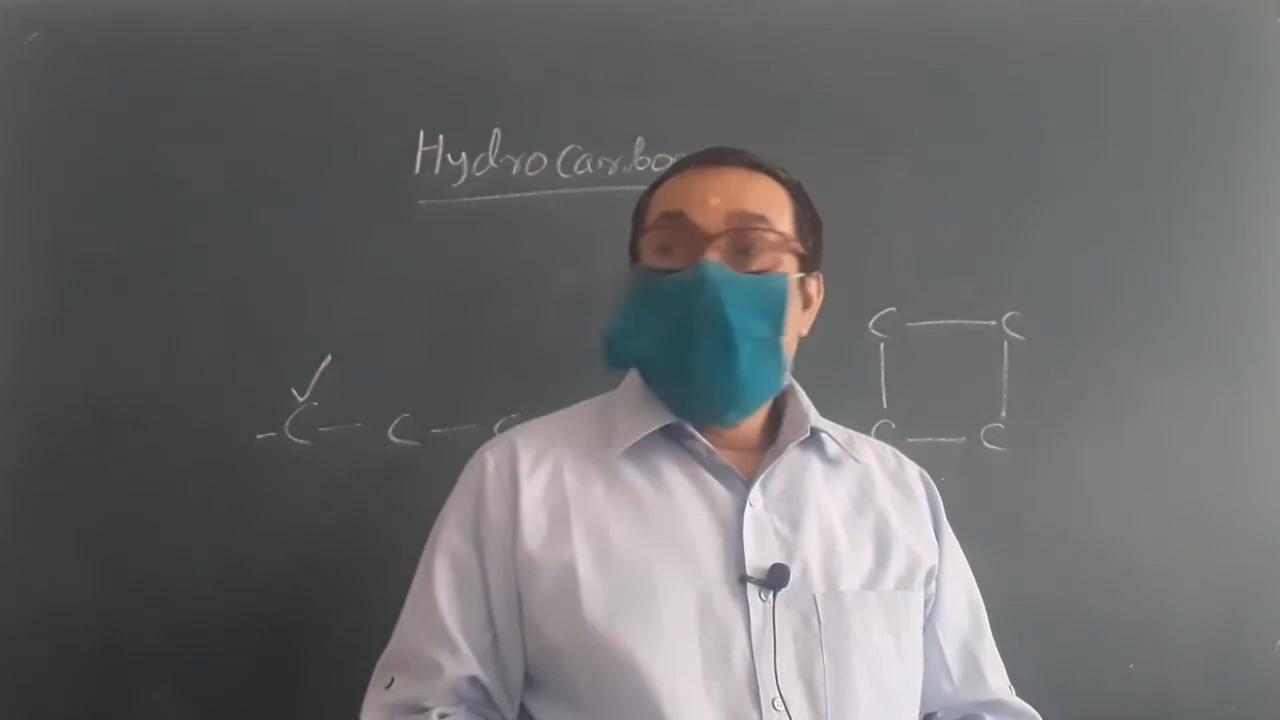 Hydrocarbo
C — C
- C — C — C
C — C